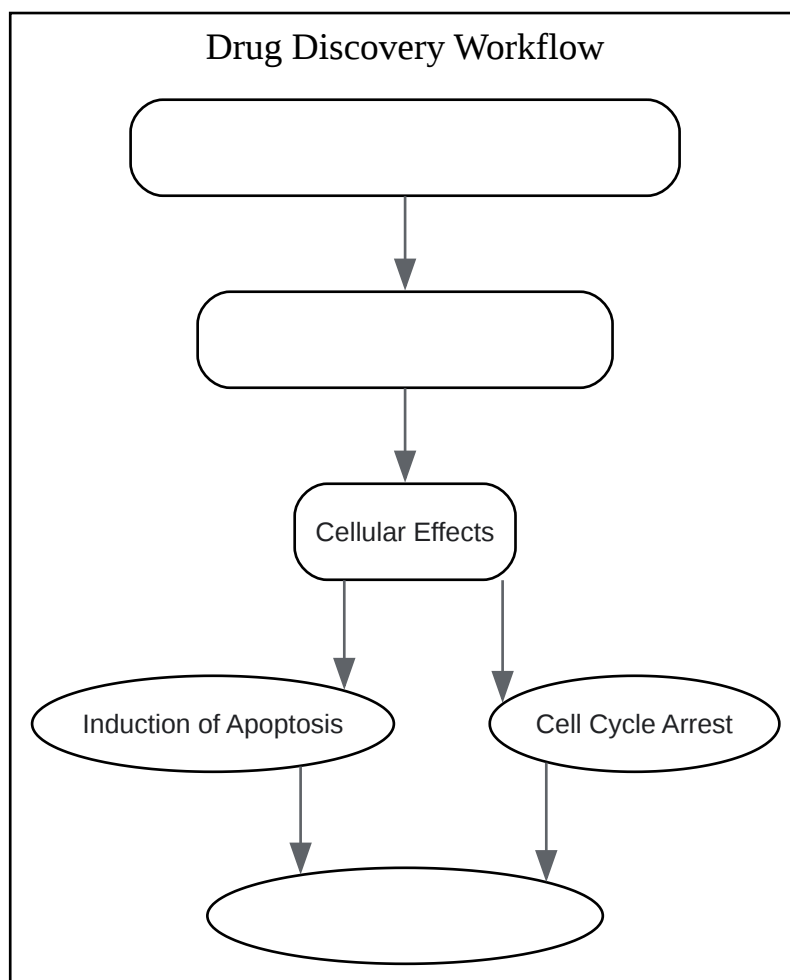 Drug Discovery Workflow
Cellular Effects
Induction of Apoptosis
Cell Cycle Arrest